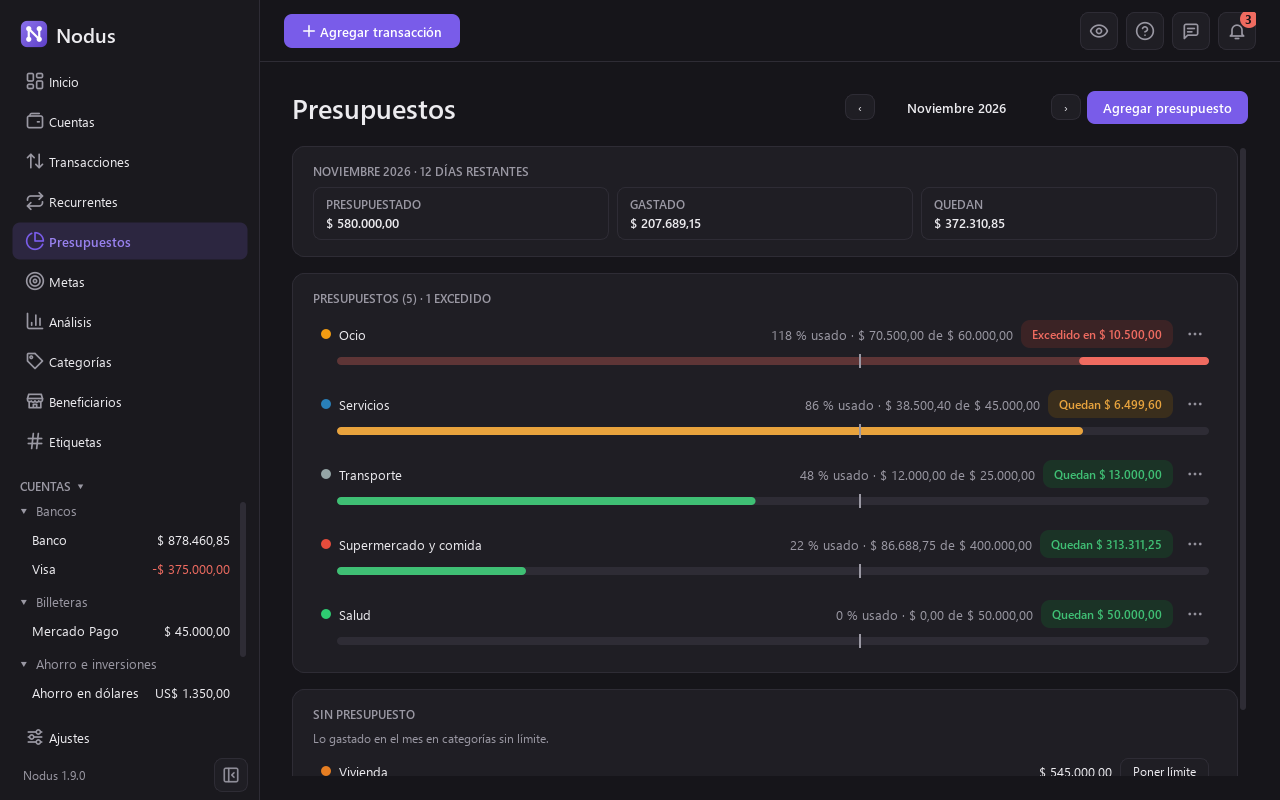 Nodus
Inicio
Cuentas
Transacciones
Recurrentes
Presupuestos
Metas
Análisis
Categorías
Beneficiarios
Etiquetas
CUENTAS
Bancos
Banco $ 878.460,85
Visa -$ 375.000,00
Billeteras
Mercado Pago $ 45.000,00
Ahorro e inversiones
Ahorro en dólares US$ 1.350,00
Ajustes
Nodus 1.9.0
Agregar transacción
3
Presupuestos
‹ Noviembre 2026 › Agregar presupuesto
NOVIEMBRE 2026 · 12 DÍAS RESTANTES
PRESUPUESTADO
$ 580.000,00
GASTADO
$ 207.689,15
QUEDAN
$ 372.310,85
PRESUPUESTOS (5) · 1 EXCEDIDO
Ocio 118 % usado · $ 70.500,00 de $ 60.000,00 Excedido en $ 10.500,00
Servicios 86 % usado · $ 38.500,40 de $ 45.000,00 Quedan $ 6.499,60
Transporte 48 % usado · $ 12.000,00 de $ 25.000,00 Quedan $ 13.000,00
Supermercado y comida 22 % usado · $ 86.688,75 de $ 400.000,00 Quedan $ 313.311,25
Salud 0 % usado · $ 0,00 de $ 50.000,00 Quedan $ 50.000,00
SIN PRESUPUESTO
Lo gastado en el mes en categorías sin límite.
Vivienda $ 545.000,00 Poner límite